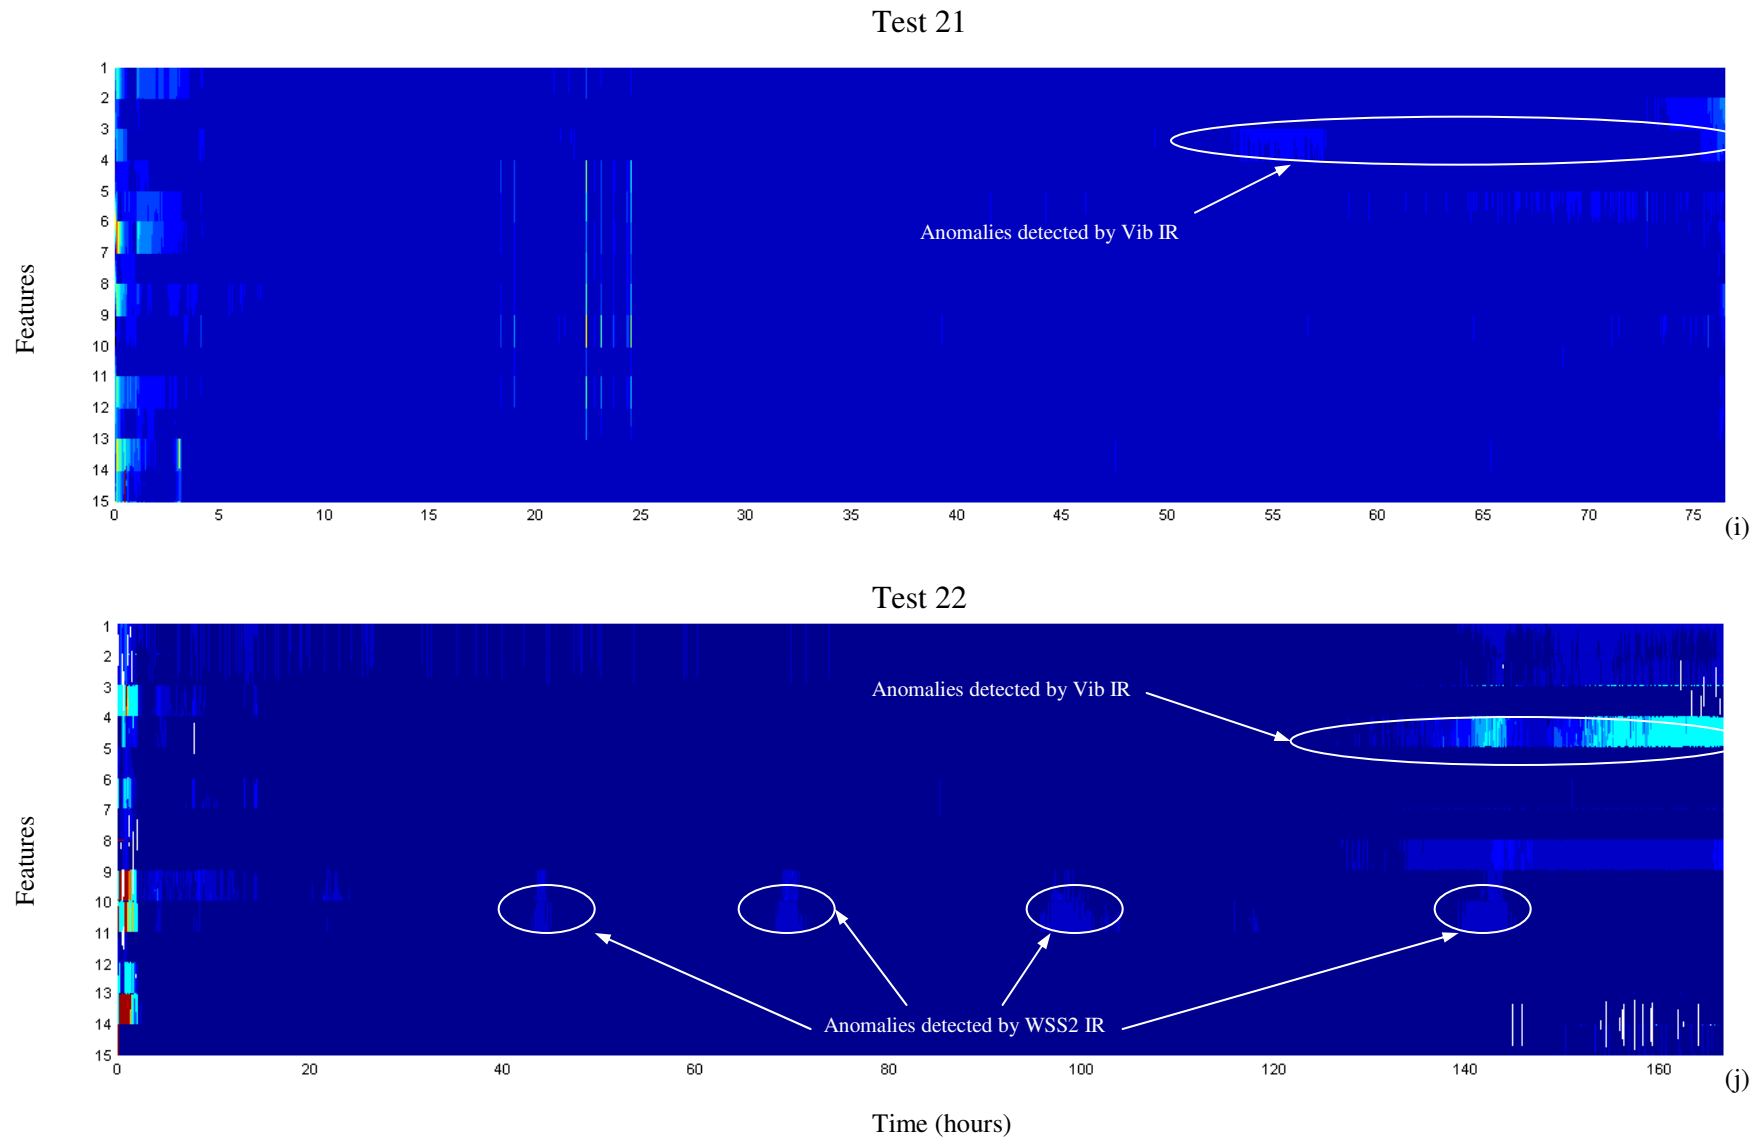 Test 21
1
2
3
4
5
6
7
8
9
10
11
12
13
14
15
Features
Anomalies detected by Vib IR
0 5 10 15 20 25 30 35 40 45 50 55 60 65 70 75
(i)
Test 22
1
2
3
4
5
6
7
8
9
10
11
12
13
14
15
Features
Anomalies detected by Vib IR
Anomalies detected by WSS2 IR
0 20 40 60 80 100 120 140 160
(j)
Time (hours)